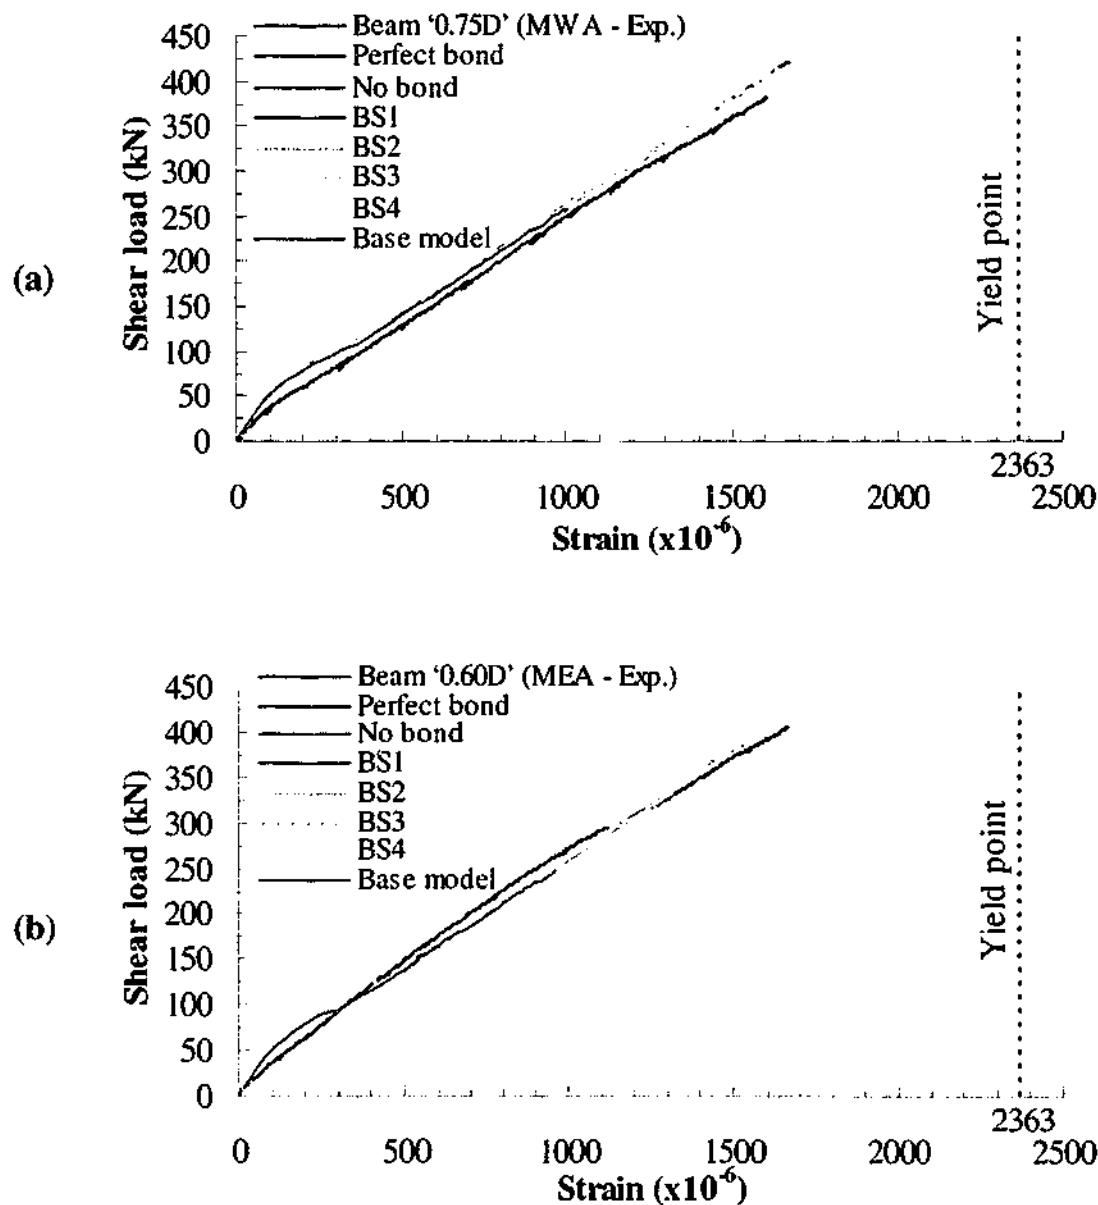 Beam ‘0.75D’ (MWA - Exp.)
Perfect bond
No bond
BS1
BS2
BS3
BS4
Base model
450
400
350
300
250
200
150
100
50
0
Shear load (kN)
(a)
Yield point
2363
0 500 1000 1500 2000 2500
Strain (x10⁻⁶)
Beam ‘0.60D’ (MEA - Exp.)
Perfect bond
No bond
BS1
BS2
BS3
BS4
Base model
450
400
350
300
250
200
150
100
50
0
Shear load (kN)
(b)
Yield point
2363
0 500 1000 1500 2000 2500
Strain (x10⁻⁶)